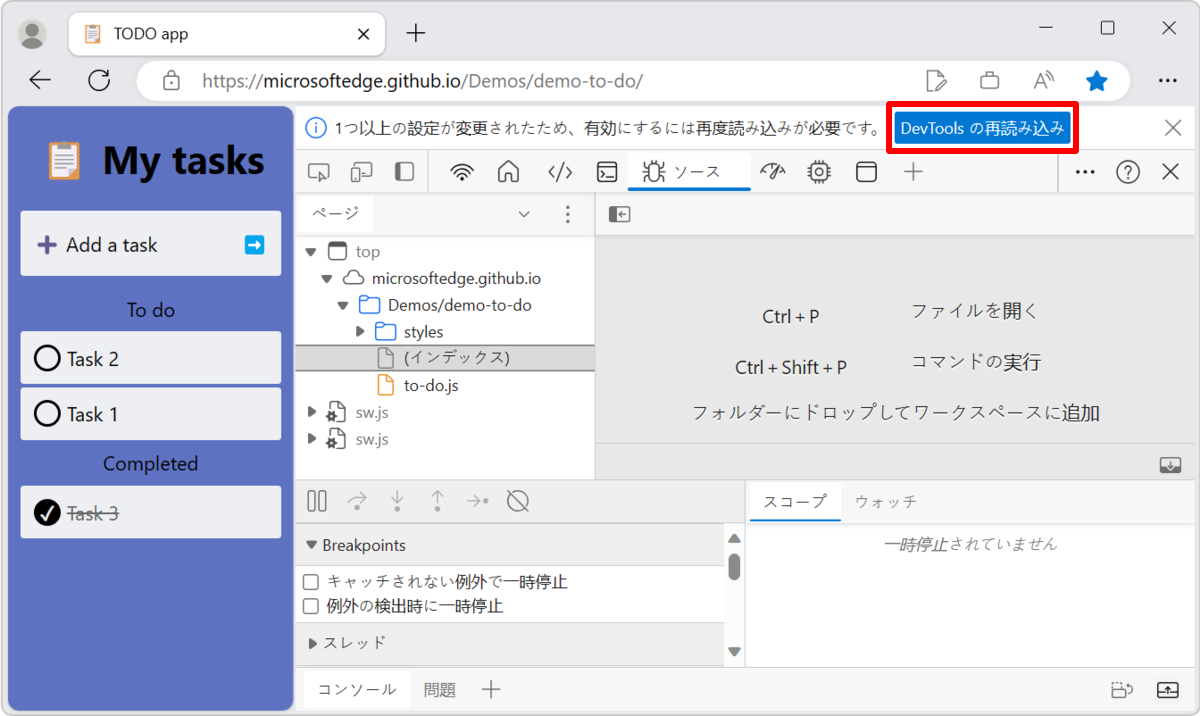 TODO app
https://microsoftedge.github.io/Demos/demo-to-do/
My tasks
Add a task
To do
Task 2
Task 1
Completed
Task 3
1つ以上の設定が変更されたため、有効にするには再度読み込みが必要です。 DevTools の再読み込み
ソース
ページ
top
microsoftedge.github.io
Demos/demo-to-do
styles
(インデックス)
to-do.js
sw.js
sw.js
Ctrl + P ファイルを開く
Ctrl + Shift + P コマンドの実行
フォルダーにドロップしてワークスペースに追加
Breakpoints
キャッチされない例外で一時停止
例外の検出時に一時停止
スレッド
スコープ ウォッチ
一時停止されていません
コンソール 問題